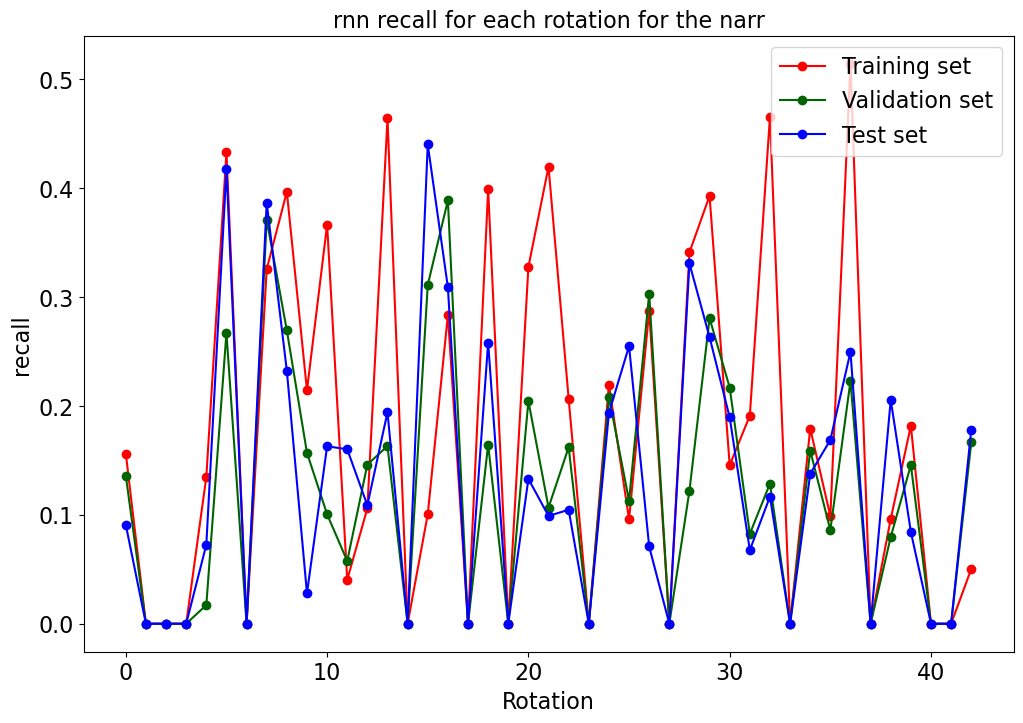 rnn recall for each rotation for the narr
Training set
Validation set
Test set
0.5
0.4
0.3
0.2
0.1
0.0
recall
0 10 20 30 40
Rotation